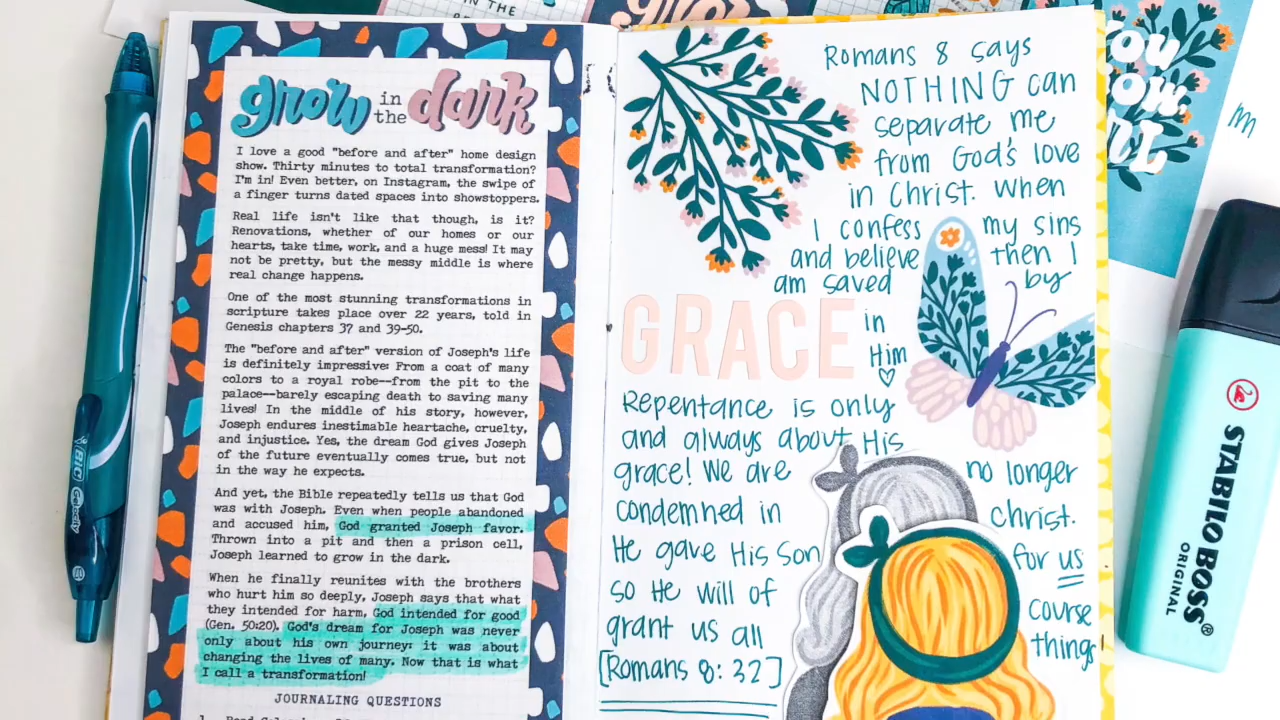 IN THE
grow
grow in the dark
I love a good "before and after" home design
show. Thirty minutes to total transformation?
I'm in! Even better, on Instagram, the swipe of
a finger turns dated spaces into showstoppers.
Real life isn't like that though, is it?
Renovations, whether of our homes or our
hearts, take time, work, and a huge mess! It may
not be pretty, but the messy middle is where
real change happens.
One of the most stunning transformations in
scripture takes place over 22 years, told in
Genesis chapters 37 and 39-50.
The "before and after" version of Joseph's life
is definitely impressive: From a coat of many
colors to a royal robe--from the pit to the
palace--barely escaping death to saving many
lives! In the middle of his story, however,
Joseph endures inestimable heartache, cruelty,
and injustice. Yes, the dream God gives Joseph
of the future eventually comes true, but not
in the way he expects.
And yet, the Bible repeatedly tells us that God
was with Joseph. Even when people abandoned
and accused him, God granted Joseph favor.
Thrown into a pit and then a prison cell,
Joseph learned to grow in the dark.
When he finally reunites with the brothers
who hurt him so deeply, Joseph says that what
they intended for harm, God intended for good
(Gen. 50:20). God's dream for Joseph was never
only about his own journey: it was about
changing the lives of many. Now that is what
I call a transformation!
JOURNALING QUESTIONS
Romans 8 says
NOTHING can
separate me
from God's love
in Christ. When
I confess my sins
and believe then I
am saved by
GRACE in
Him
Repentance is only
and always about His
grace! We are no longer
condemned in Christ.
He gave His Son for us
so He will of course
grant us all things
[Romans 8:32]
BIC
Gelocity
STABILO BOSS®
ORIGINAL